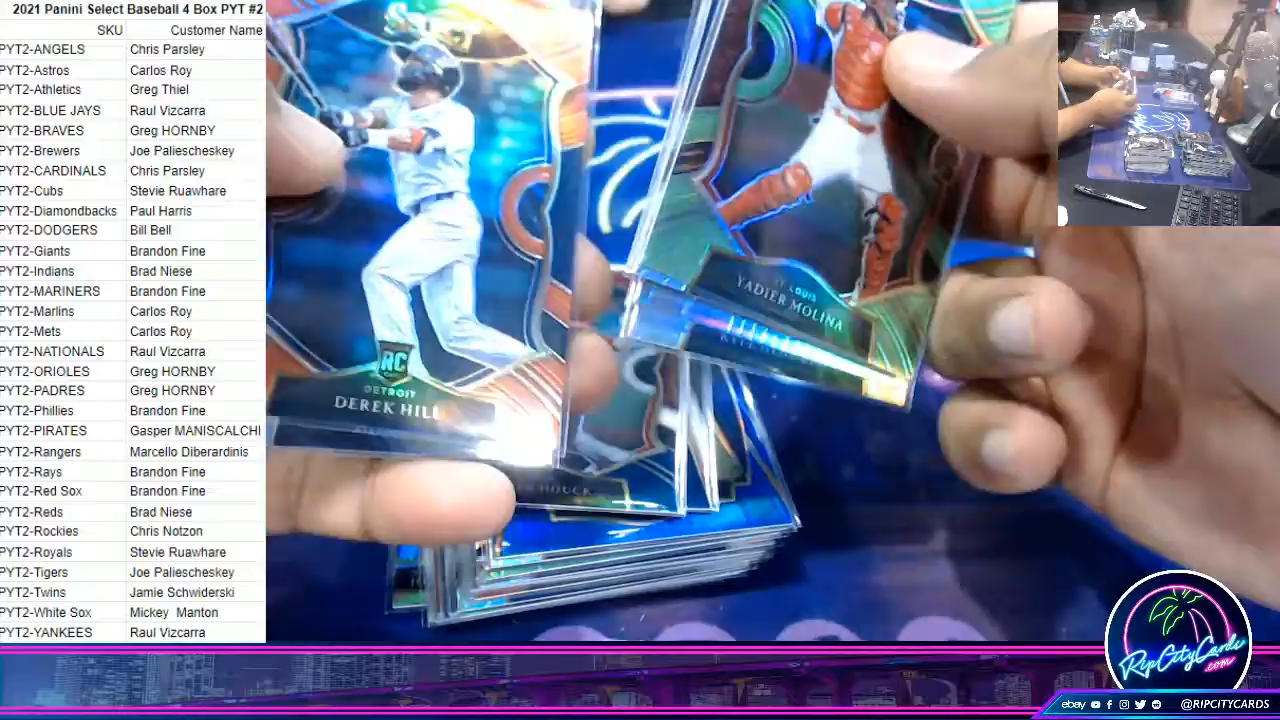 2021 Panini Select Baseball 4 Box PYT #2
SKU Customer Name
PYT2-ANGELS Chris Parsley
PYT2-Astros Carlos Roy
PYT2-Athletics Greg Thiel
PYT2-BLUE JAYS Raul Vizcarra
PYT2-BRAVES Greg HORNBY
PYT2-Brewers Joe Paliescheskey
PYT2-CARDINALS Chris Parsley
PYT2-Cubs Stevie Ruawhare
PYT2-Diamondbacks Paul Harris
PYT2-DODGERS Bill Bell
PYT2-Giants Brandon Fine
PYT2-Indians Brad Niese
PYT2-MARINERS Brandon Fine
PYT2-Marlins Carlos Roy
PYT2-Mets Carlos Roy
PYT2-NATIONALS Raul Vizcarra
PYT2-ORIOLES Greg HORNBY
PYT2-PADRES Greg HORNBY
PYT2-Phillies Brandon Fine
PYT2-PIRATES Gasper MANISCALCHI
PYT2-Rangers Marcello Diberardinis
PYT2-Rays Brandon Fine
PYT2-Red Sox Brandon Fine
PYT2-Reds Brad Niese
PYT2-Rockies Chris Notzon
PYT2-Royals Stevie Ruawhare
PYT2-Tigers Joe Paliescheskey
PYT2-Twins Jamie Schwiderski
PYT2-White Sox Mickey Manton
PYT2-YANKEES Raul Vizcarra
RC
DETROIT
DEREK HILL
ST LOUIS
YADIER MOLINA
HOUCK
RipCityCards
.com
ebay @RIPCITYCARDS